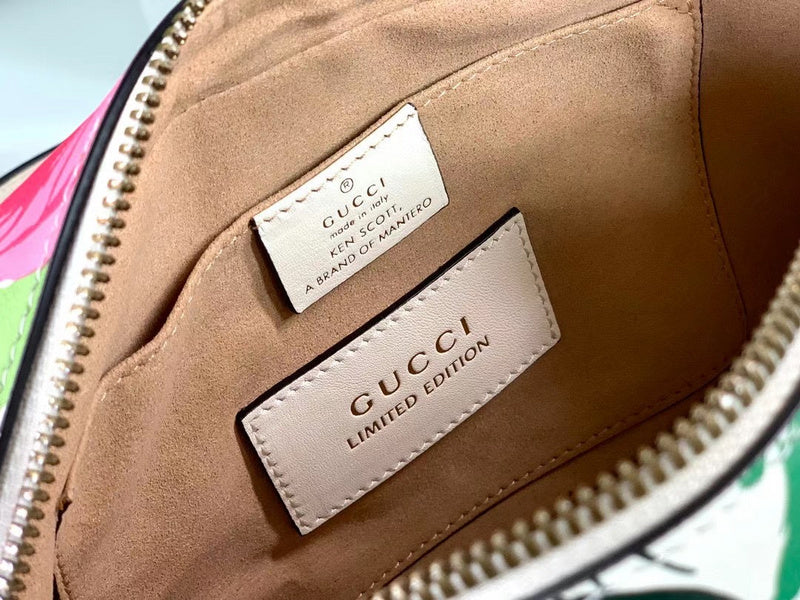 ®
GUCCI
made in italy
KEN SCOTT,
A BRAND OF MANTERO
GUCCI
LIMITED EDITION